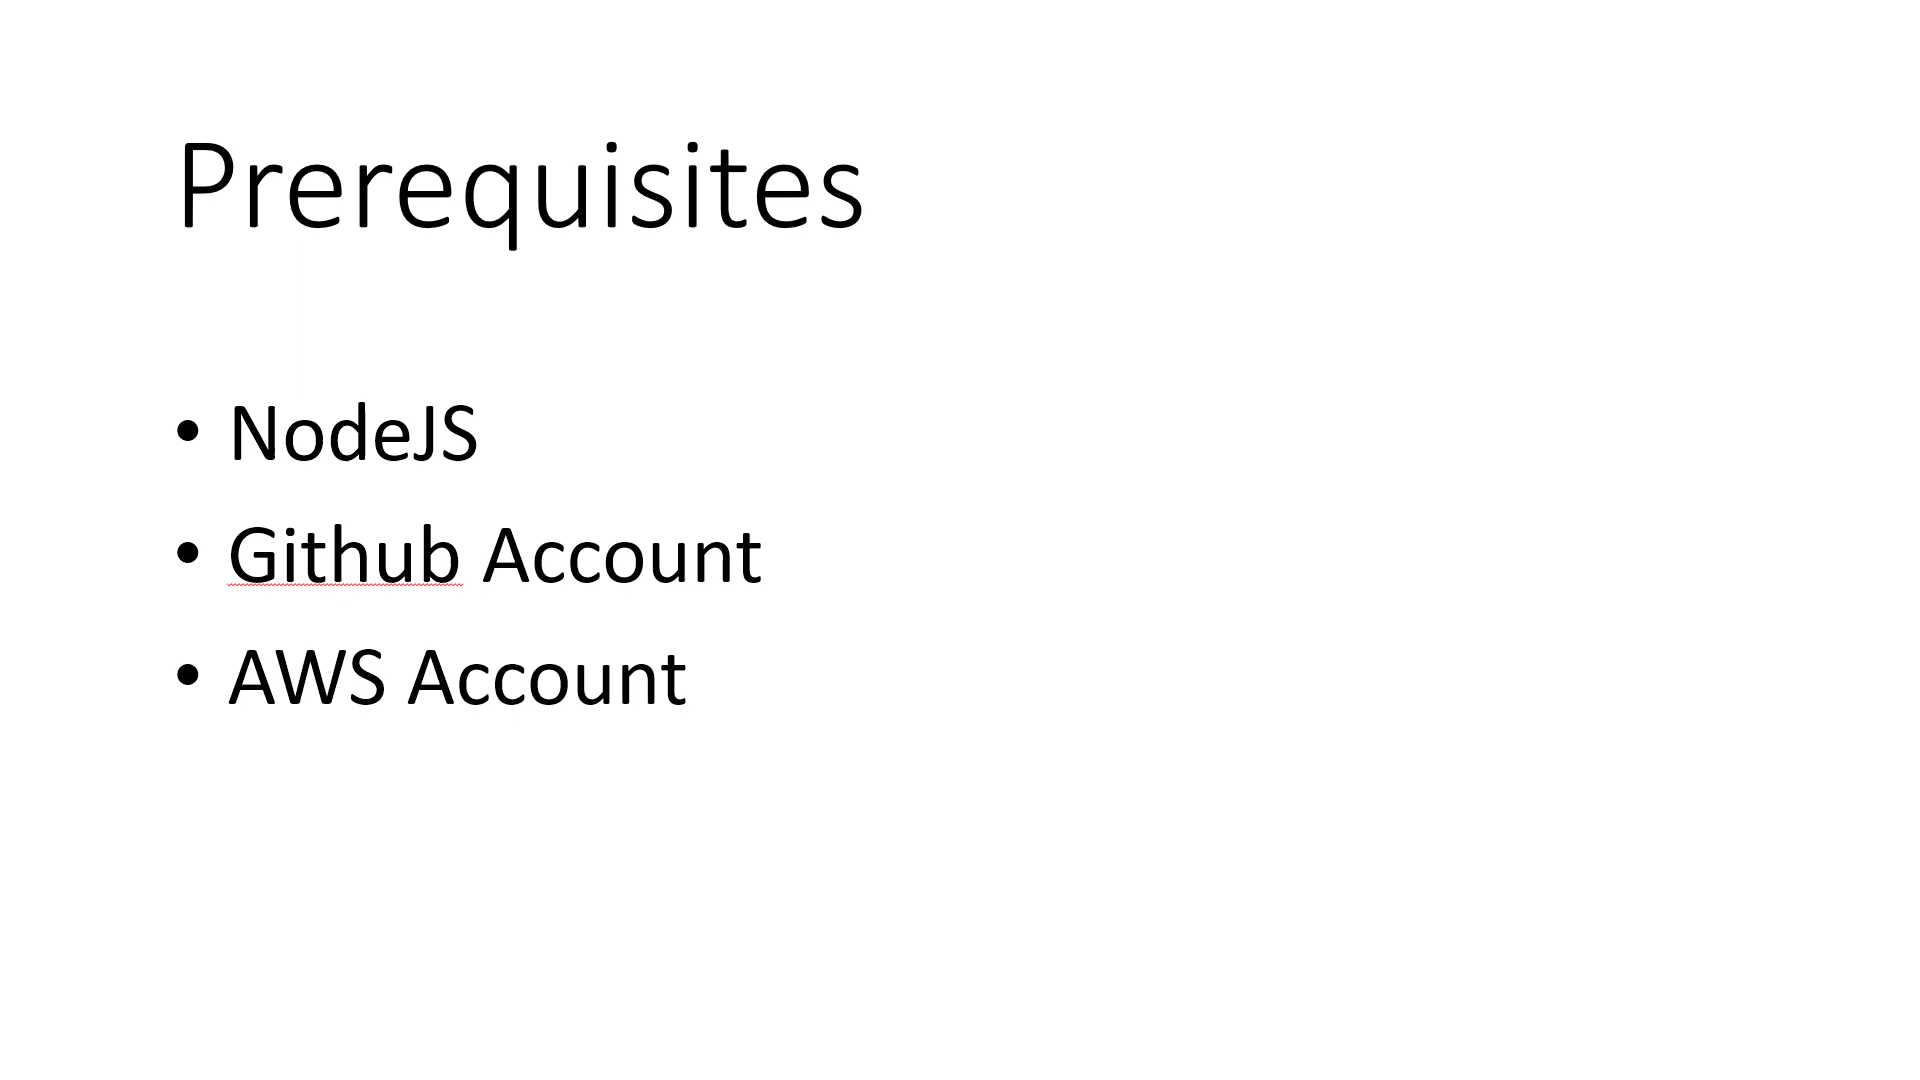 Prerequisites
• NodeJS
• Github Account
• AWS Account